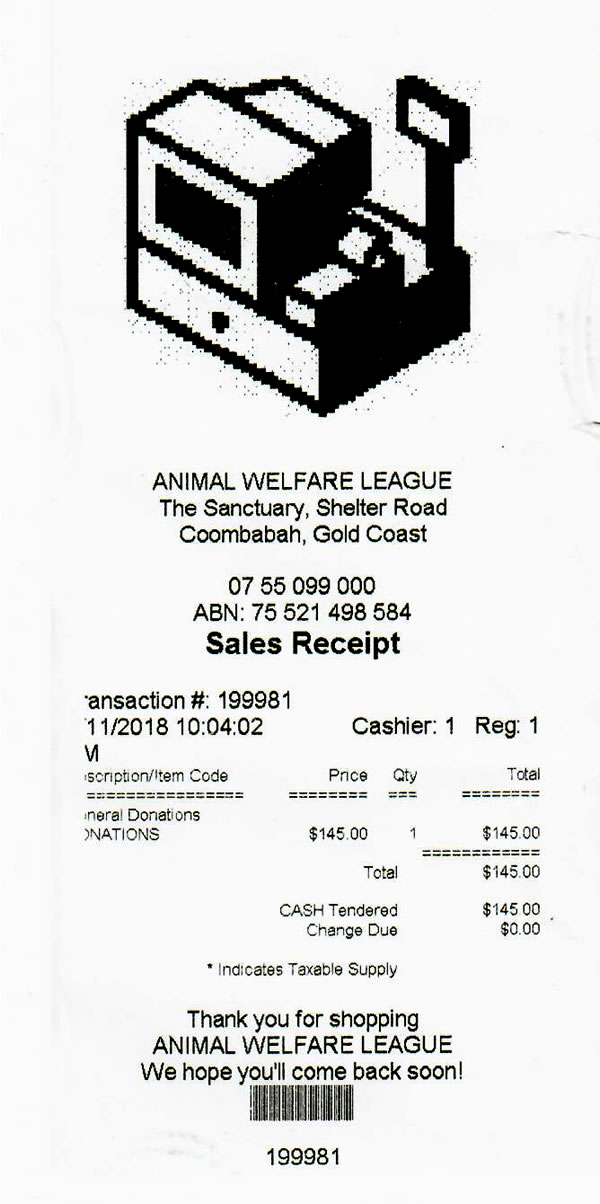 ANIMAL WELFARE LEAGUE
The Sanctuary, Shelter Road
Coombabah, Gold Coast
07 55 099 000
ABN: 75 521 498 584
Sales Receipt
ansaction #: 199981
11/2018 10:04:02 Cashier: 1 Reg: 1
M
scription/Item Code Price Qty Total
================ ======== === ========
neral Donations
NATIONS $145.00 1 $145.00
============
Total $145.00
CASH Tendered $145.00
Change Due $0.00
* Indicates Taxable Supply
Thank you for shopping
ANIMAL WELFARE LEAGUE
We hope you'll come back soon!
199981